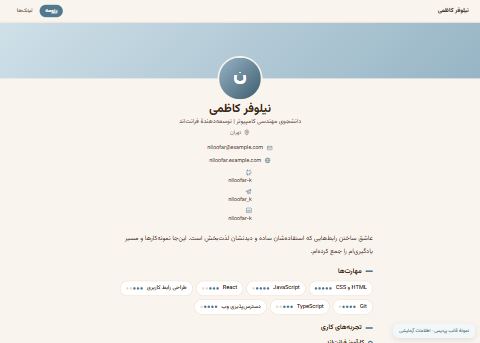 نیلوفر کاظمی
رزومه
لینک‌ها
ن
نیلوفر کاظمی
دانشجوی مهندسی کامپیوتر | توسعه‌دهندهٔ فرانت‌اند
تهران
niloofar@example.com
niloofar.example.com
niloofar-k
niloofar_k
niloofar-k
عاشق ساختن رابط‌هایی که استفاده‌شان ساده و دیدنشان لذت‌بخش است. این‌جا نمونه‌کارها و مسیر
یادگیری‌ام را جمع کرده‌ام.
مهارت‌ها
HTML و CSS
JavaScript
React
طراحی رابط کاربری
Git
TypeScript
دسترس‌پذیری وب
تجربه‌های کاری
نمونه قالب پردیس · اطلاعات آزمایشی